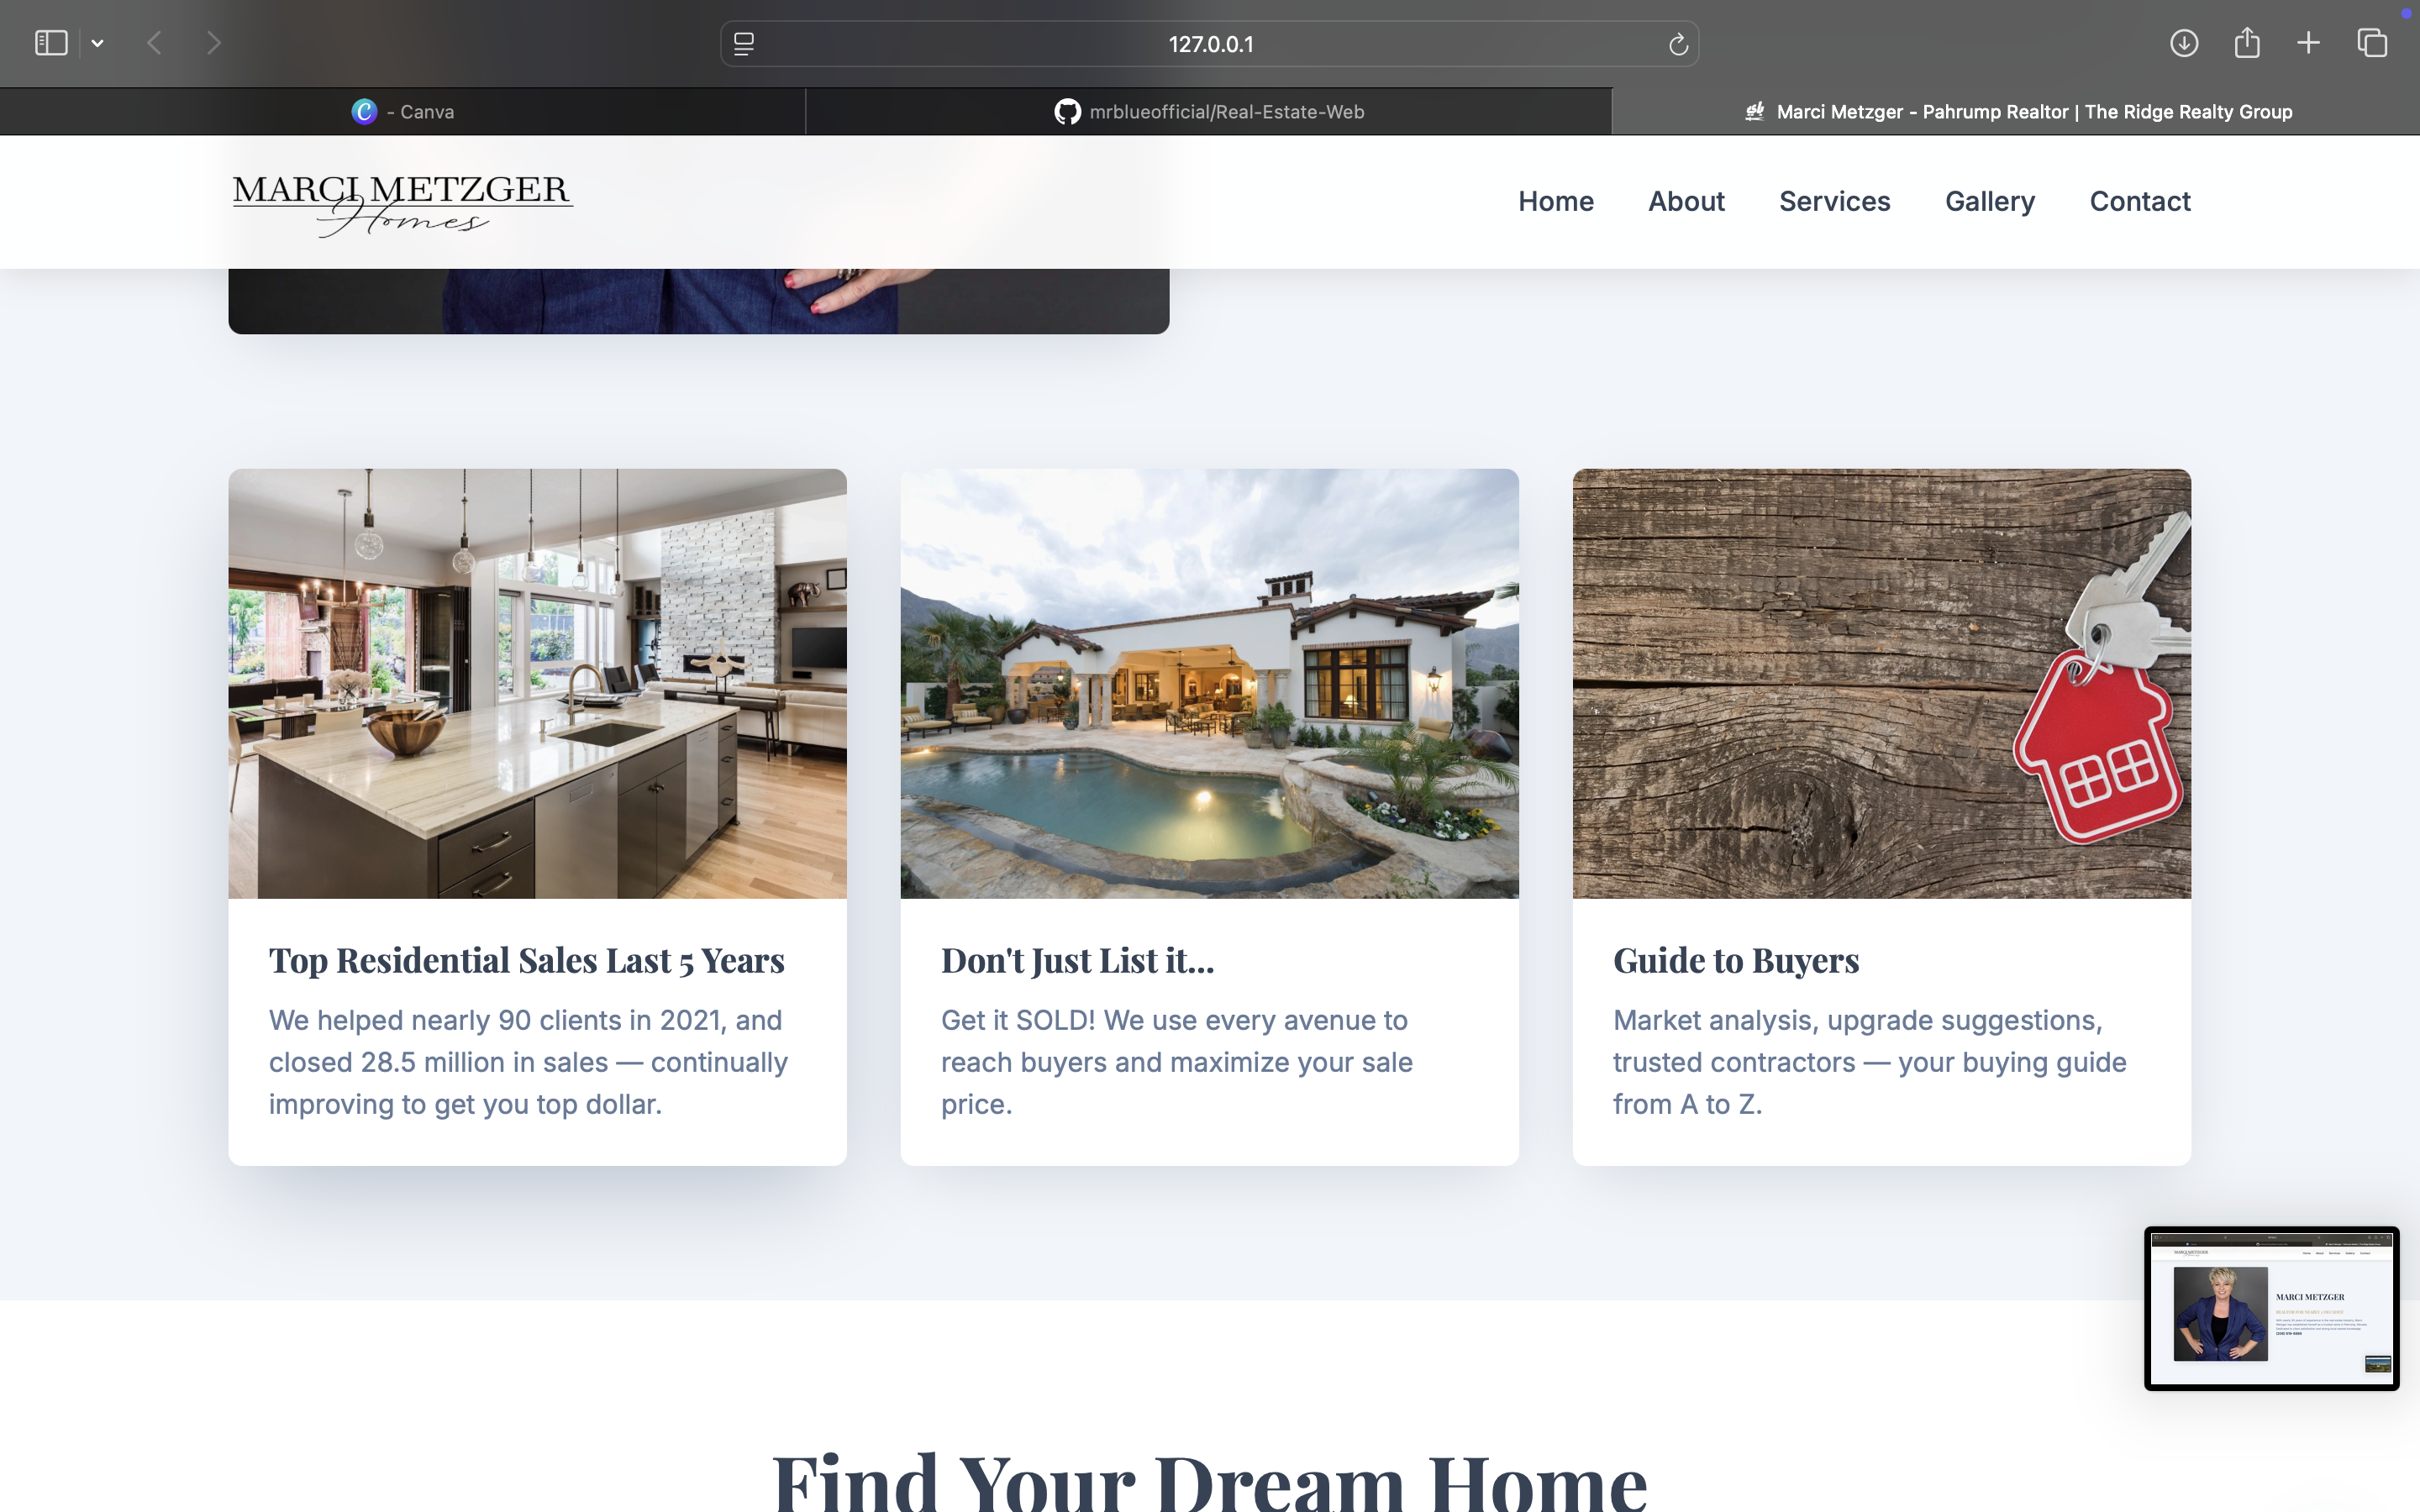 127.0.0.1
- Canva
mrblueofficial/Real-Estate-Web
Marci Metzger - Pahrump Realtor | The Ridge Realty Group
MARCI METZGER
Homes
Home
About
Services
Gallery
Contact
Top Residential Sales Last 5 Years
We helped nearly 90 clients in 2021, and
closed 28.5 million in sales — continually
improving to get you top dollar.
Don't Just List it...
Get it SOLD! We use every avenue to
reach buyers and maximize your sale
price.
Guide to Buyers
Market analysis, upgrade suggestions,
trusted contractors — your buying guide
from A to Z.
MARCI METZGER
Find Your Dream Home